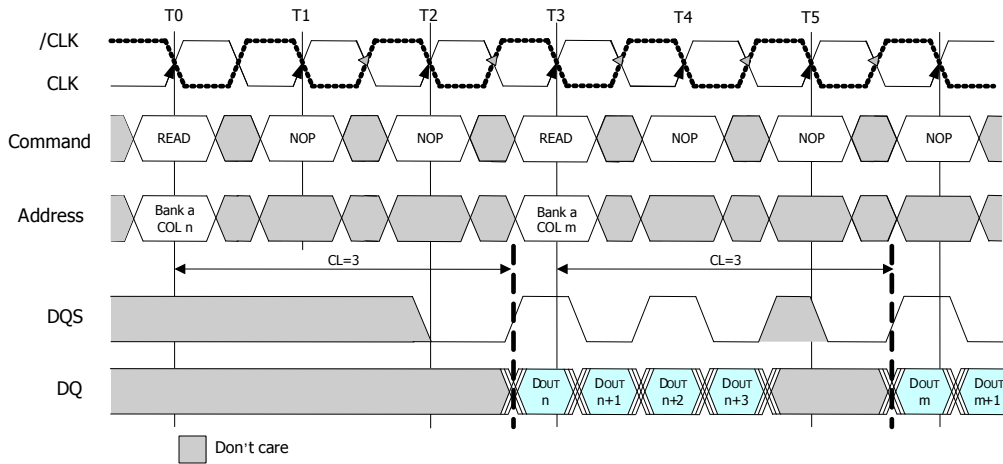 T0 T1 T2 T3 T4 T5
/CLK
CLK
Command READ NOP NOP READ NOP NOP NOP
Address Bank a Bank a
COL n COL m
CL=3 CL=3
DQS
DQ DOUT DOUT DOUT DOUT DOUT DOUT
n n+1 n+2 n+3 m m+1
Don't care